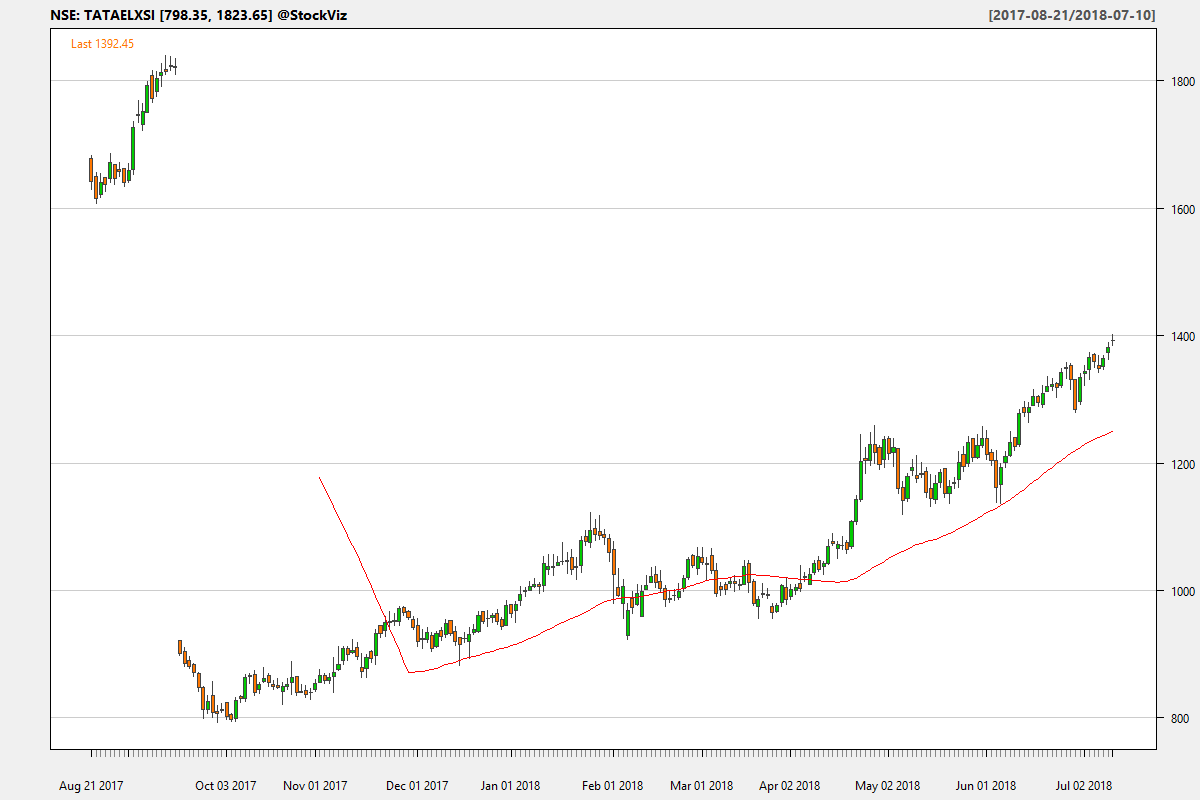 NSE: TATAELXSI [798.35, 1823.65] @StockViz [2017-08-21/2018-07-10]
Last 1392.45
1800
1600
1400
1200
1000
800
Aug 21 2017 Oct 03 2017 Nov 01 2017 Dec 01 2017 Jan 01 2018 Feb 01 2018 Mar 01 2018 Apr 02 2018 May 02 2018 Jun 01 2018 Jul 02 2018